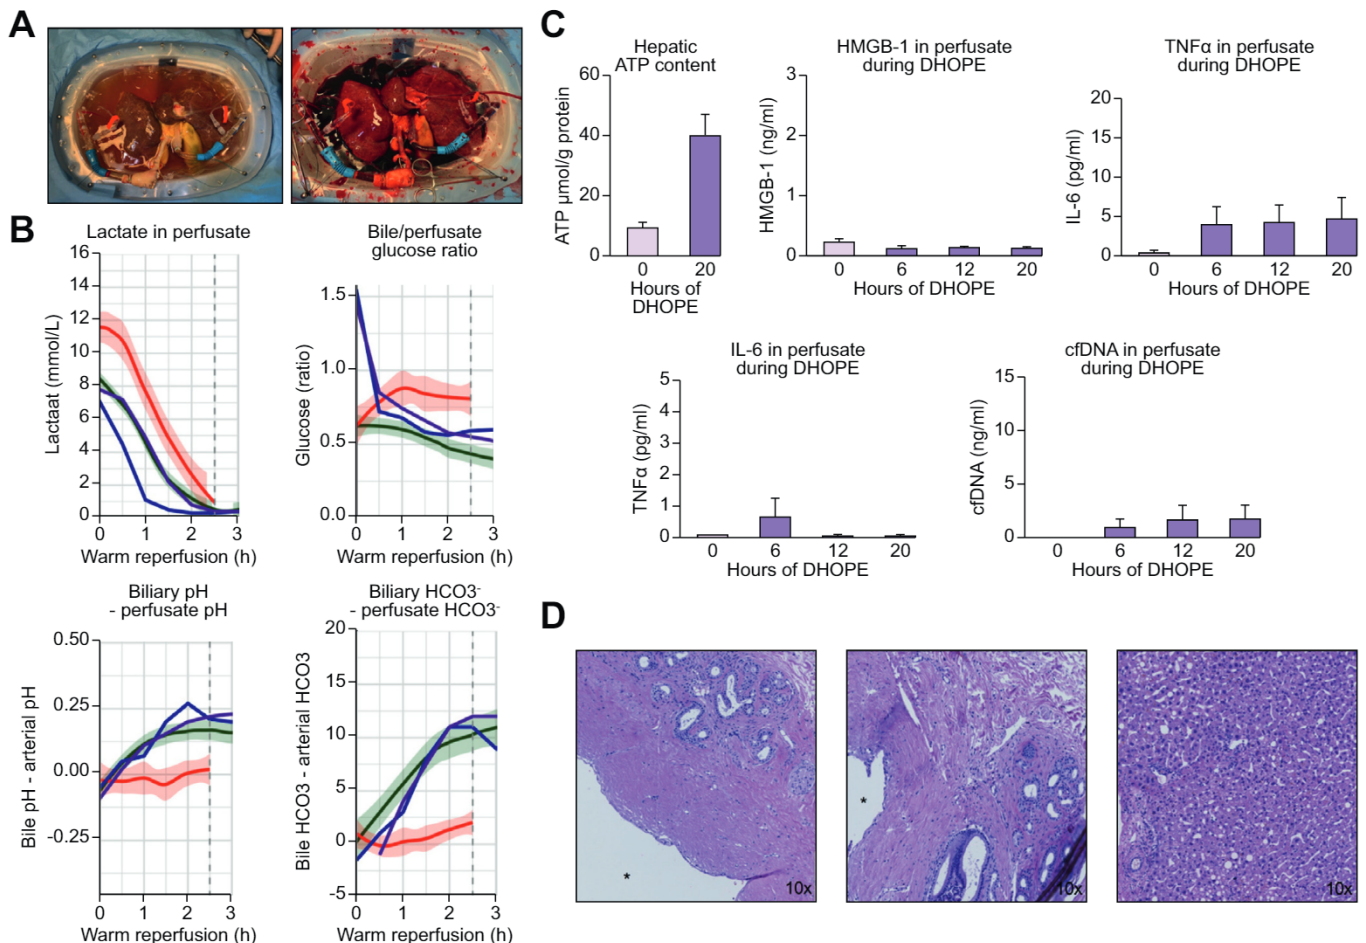 A
B
Lactate in perfusate
16
14
12
10
8
6
4
2
0
Lactaat (mmol/L)
0 1 2 3
Warm reperfusion (h)
Bile/perfusate
glucose ratio
1.5
1.0
0.5
0.0
Glucose (ratio)
0 1 2 3
Warm reperfusion (h)
Biliary pH
- perfusate pH
0.50
0.25
0.00
-0.25
Bile pH - arterial pH
0 1 2 3
Warm reperfusion (h)
Biliary HCO3-
- perfusate HCO3-
20
15
10
5
0
-5
Bile HCO3 - arterial HCO3
0 1 2 3
Warm reperfusion (h)
C
Hepatic
ATP content
60
40
20
0
ATP μmol/g protein
0 20
Hours of
DHOPE
HMGB-1 in perfusate
during DHOPE
3
2
1
0
HMGB-1 (ng/ml)
0 6 12 20
Hours of DHOPE
TNFα in perfusate
during DHOPE
20
15
10
5
0
IL-6 (pg/ml)
0 6 12 20
Hours of DHOPE
IL-6 in perfusate
during DHOPE
5
4
3
2
1
0
TNFα (pg/ml)
0 6 12 20
Hours of DHOPE
cfDNA in perfusate
during DHOPE
15
10
5
0
cfDNA (ng/ml)
0 6 12 20
Hours of DHOPE
D
*
10x
*
10x
10x